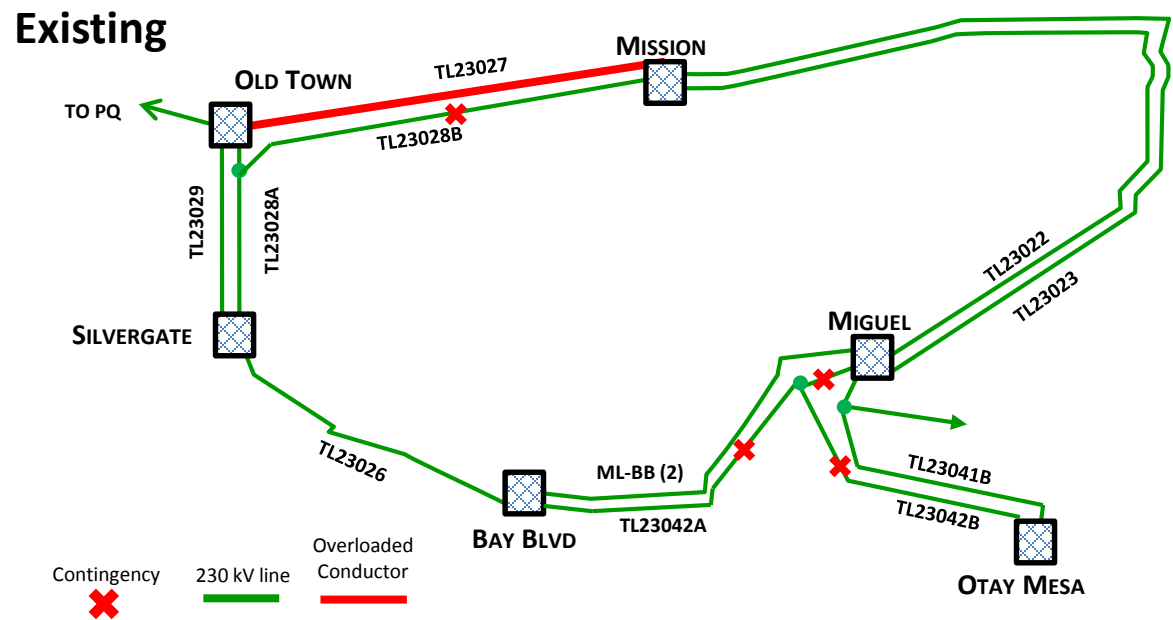 Existing
MISSION
TL23027
OLD TOWN
TO PQ
TL23028B
TL23029
TL23028A
TL23022
TL23023
SILVERGATE
MIGUEL
TL23026
ML-BB (2)
TL23041B
TL23042B
TL23042A
BAY BLVD
OTAY MESA
Contingency
230 kV line
Overloaded
Conductor